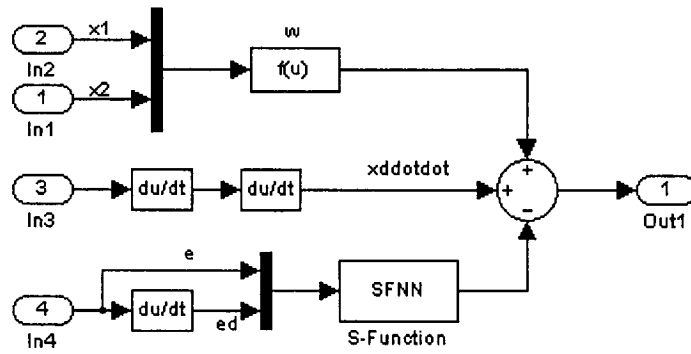 2
x1
In2
1
x2
In1
w
f(u)
3
In3
du/dt
du/dt
xddotdot
+
+
−
1
Out1
4
In4
e
du/dt
ed
SFNN
S-Function